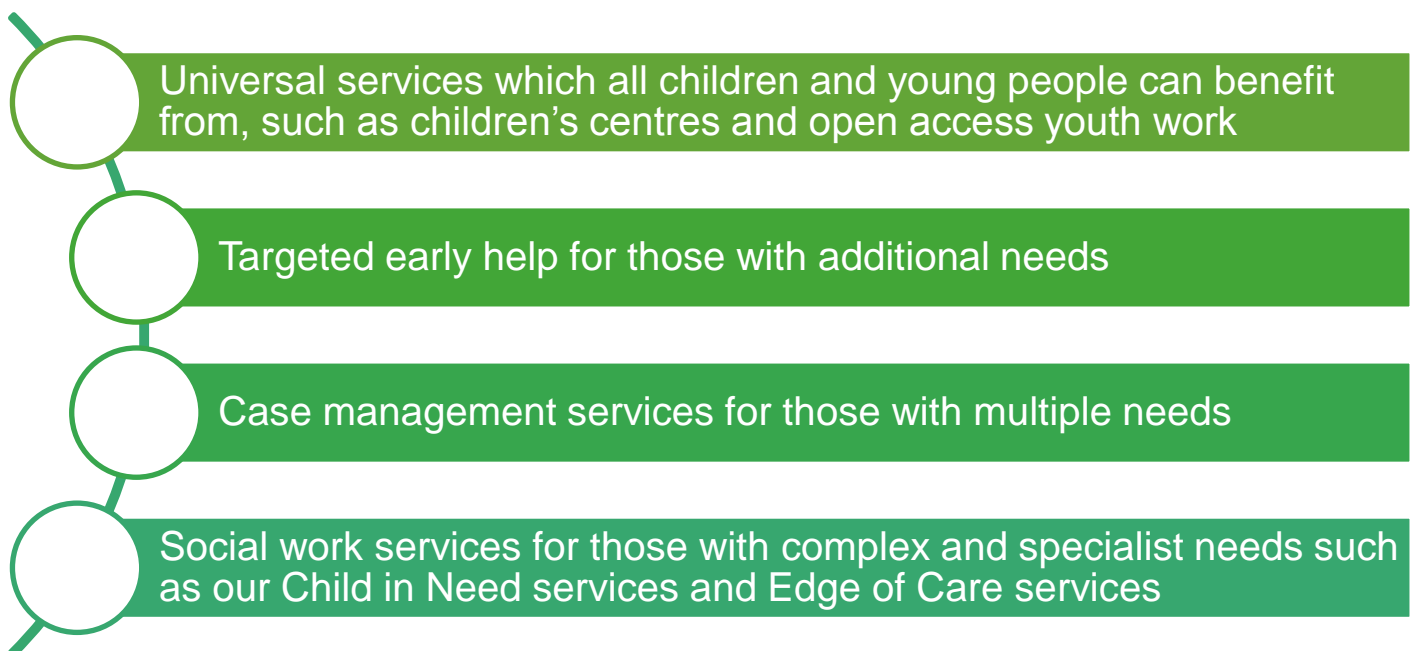 Universal services which all children and young people can benefit
from, such as children’s centres and open access youth work
Targeted early help for those with additional needs
Case management services for those with multiple needs
Social work services for those with complex and specialist needs such
as our Child in Need services and Edge of Care services